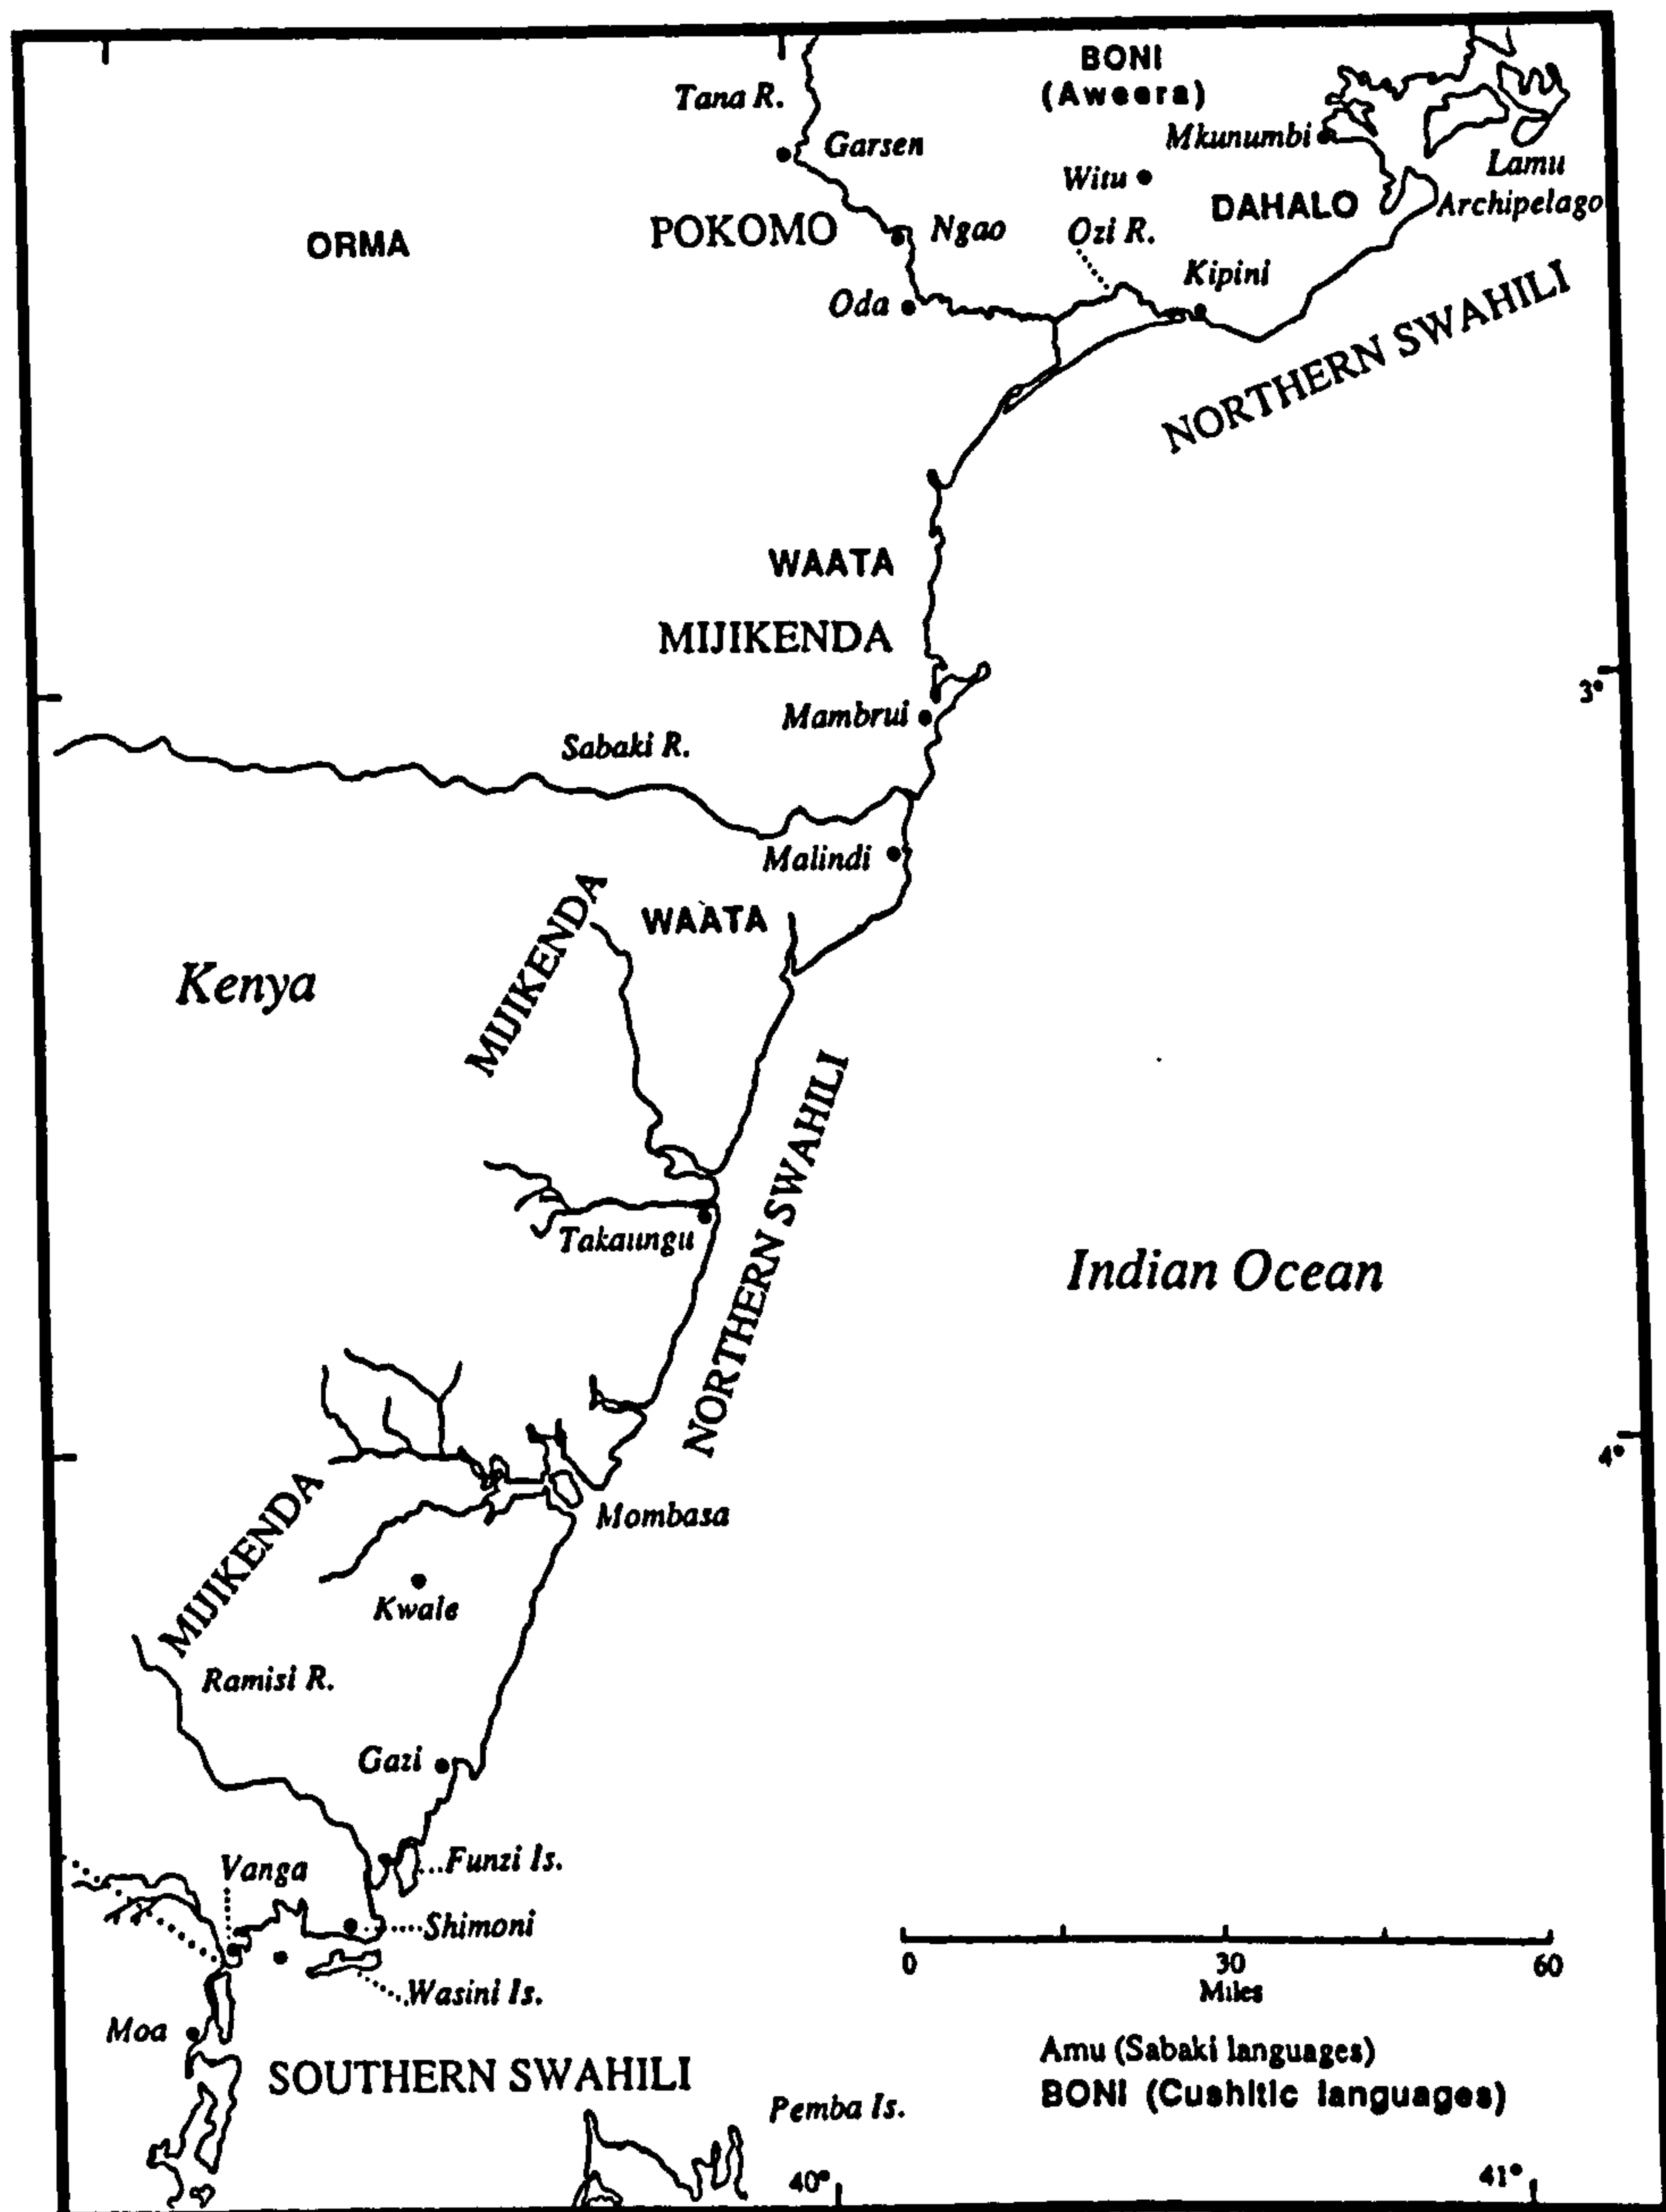 BONI
(Aweera)
Tana R.
Garsen
Mkunumbi
Lamu
Archipelago
Witu
DAHALO
ORMA
POKOMO
Ngao
Ozi R.
Kipini
Oda
NORTHERN SWAHILI
WAATA
MIJIKENDA
3°
Mambrui
Sabaki R.
Malindi
MIJIKENDA
WAATA
Kenya
NORTHERN SWAHILI
Takaungu
Indian Ocean
4°
MIJIKENDA
Mombasa
Kwale
Ramisi R.
Gazi
Vanga
Funzi Is.
Shimoni
0 30 60
Miles
Wasini Is.
Moa
SOUTHERN SWAHILI
Amu (Sabaki languages)
BONI (Cushitic languages)
Pemba Is.
40°
41°